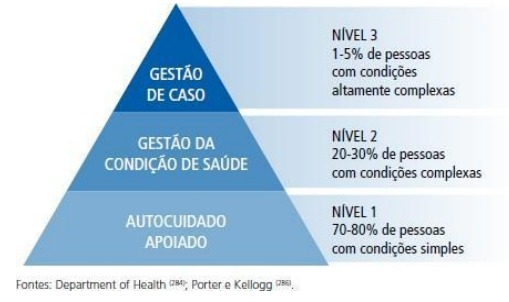 GESTÃO
DE CASO
NÍVEL 3
1-5% de pessoas
com condições
altamente complexas
GESTÃO DA
CONDIÇÃO DE SAÚDE
NÍVEL 2
20-30% de pessoas
com condições complexas
AUTOCUIDADO
APOIADO
NÍVEL 1
70-80% de pessoas
com condições simples
Fontes: Department of Health (284); Porter e Kellogg (286).